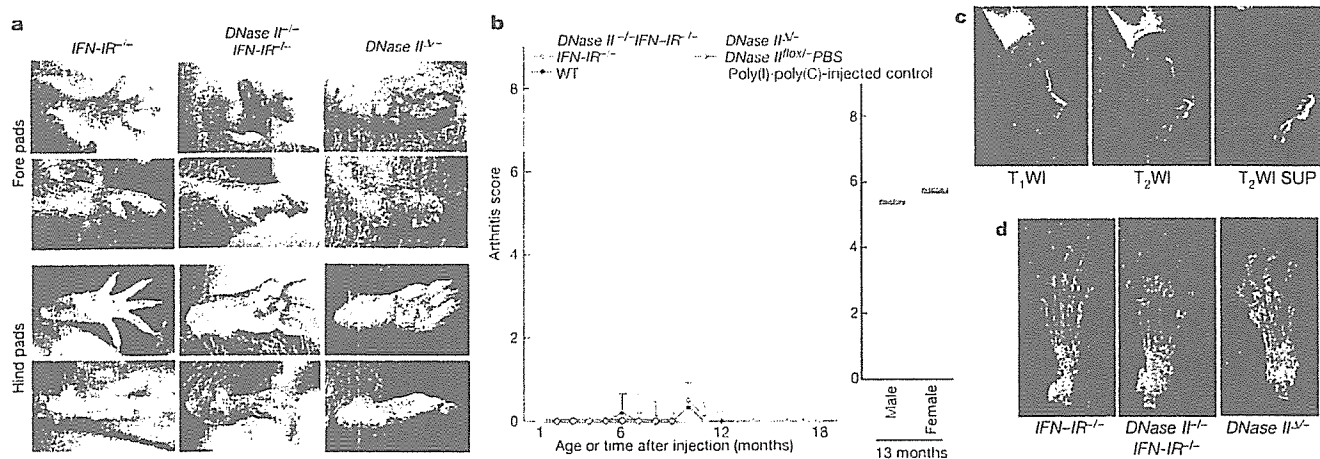 a
IFN-IR⁻/⁻
DNase II⁻/⁻
IFN-IR⁻/⁻
DNase IIΔ/⁻
Fore pads
Hind pads
b
DNase II⁻/⁻IFN-IR⁻/⁻
IFN-IR⁻/⁻
WT
DNase IIΔ/⁻
DNase IIflox/⁻PBS
Poly(I)·poly(C)-injected control
Arthritis score
8
6
4
2
0
1
6
12
18
Age or time after injection (months)
8
6
4
2
0
Male
Female
13 months
c
T₁WI
T₂WI
T₂WI SUP
d
IFN-IR⁻/⁻
DNase II⁻/⁻
IFN-IR⁻/⁻
DNase IIΔ/⁻